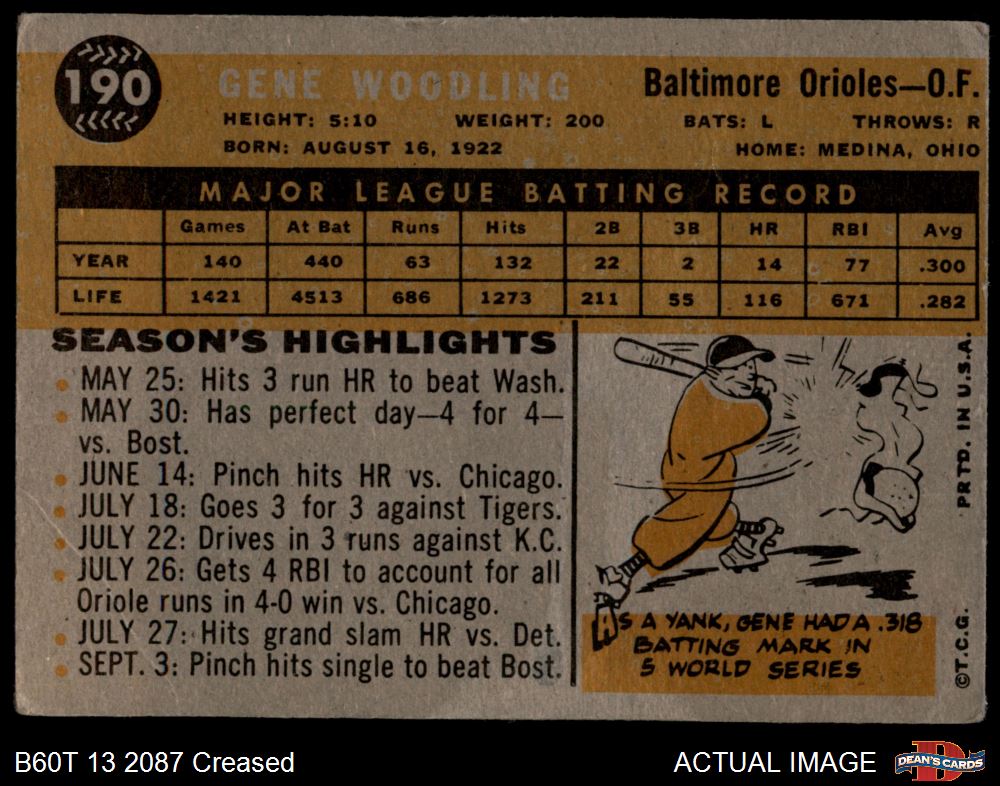 190
GENE WOODLING
Baltimore Orioles—O.F.
HEIGHT: 5:10 WEIGHT: 200 BATS: L THROWS: R
BORN: AUGUST 16, 1922 HOME: MEDINA, OHIO
MAJOR LEAGUE BATTING RECORD
Games At Bat Runs Hits 2B 3B HR RBI Avg
YEAR 140 440 63 132 22 2 14 77 .300
LIFE 1421 4513 686 1273 211 55 116 671 .282
SEASON'S HIGHLIGHTS
• MAY 25: Hits 3 run HR to beat Wash.
• MAY 30: Has perfect day—4 for 4—
vs. Bost.
• JUNE 14: Pinch hits HR vs. Chicago.
• JULY 18: Goes 3 for 3 against Tigers.
• JULY 22: Drives in 3 runs against K.C.
• JULY 26: Gets 4 RBI to account for all
Oriole runs in 4-0 win vs. Chicago.
• JULY 27: Hits grand slam HR vs. Det.
• SEPT. 3: Pinch hits single to beat Bost.
AS A YANK, GENE HAD A .318
BATTING MARK IN
5 WORLD SERIES
©T.C.G. PRTD. IN U.S.A.
B60T 13 2087 Creased
ACTUAL IMAGE
D
DEAN'S CARDS